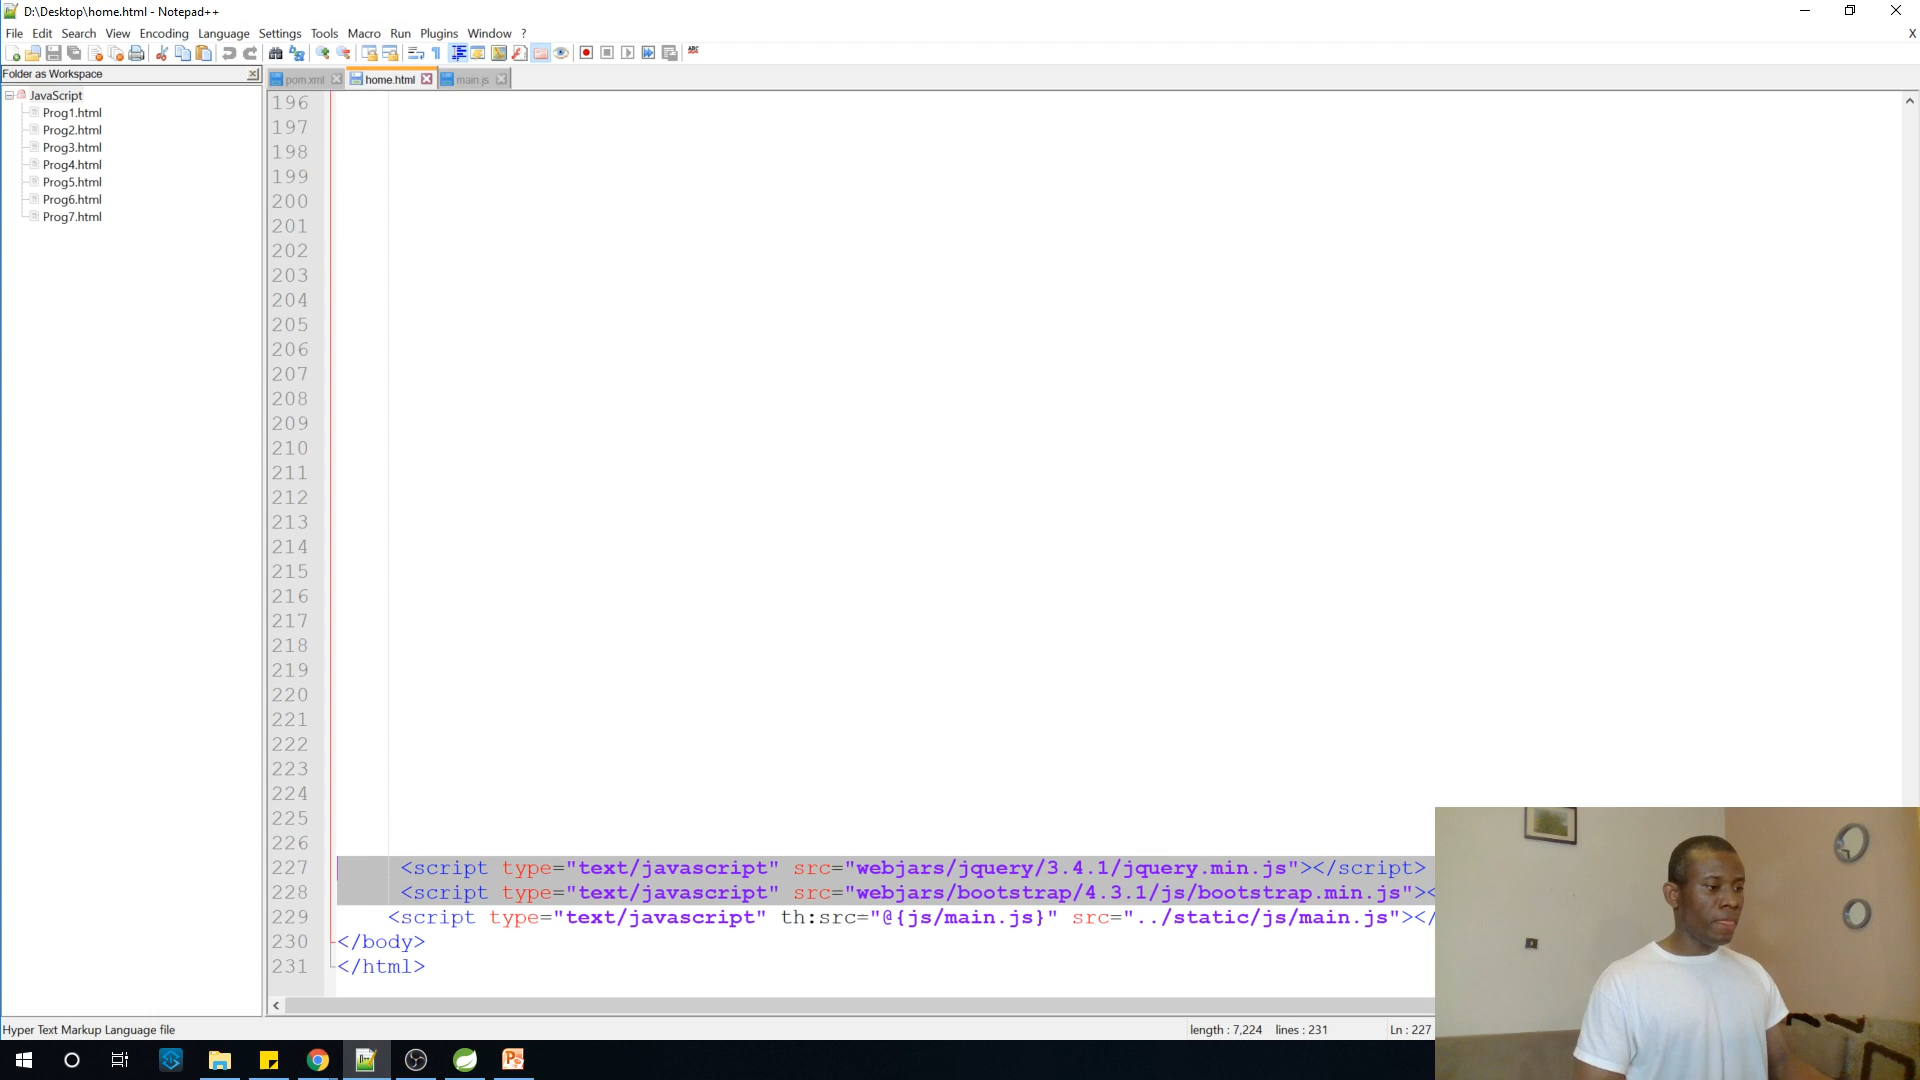 D:\Desktop\home.html - Notepad++
File Edit Search View Encoding Language Settings Tools Macro Run Plugins Window ?
X
Folder as Workspace
pom.xml
home.html
main.js
JavaScript
Prog1.html
Prog2.html
Prog3.html
Prog4.html
Prog5.html
Prog6.html
Prog7.html
196
197
198
199
200
201
202
203
204
205
206
207
208
209
210
211
212
213
214
215
216
217
218
219
220
221
222
223
224
225
226
227 <script type="text/javascript" src="webjars/jquery/3.4.1/jquery.min.js"></script>
228 <script type="text/javascript" src="webjars/bootstrap/4.3.1/js/bootstrap.min.js"><
229 <script type="text/javascript" th:src="@{js/main.js}" src="../static/js/main.js"></
230 </body>
231 </html>
Hyper Text Markup Language file
length : 7,224 lines : 231
Ln : 227